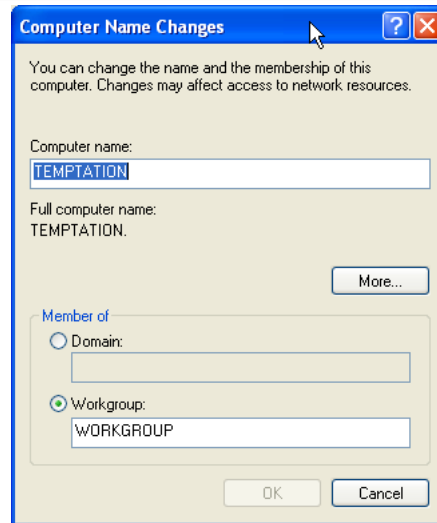 Computer Name Changes
You can change the name and the membership of this
computer. Changes may affect access to network resources.
Computer name:
TEMPTATION
Full computer name:
TEMPTATION.
More...
Member of
Domain:
Workgroup:
WORKGROUP
OK
Cancel